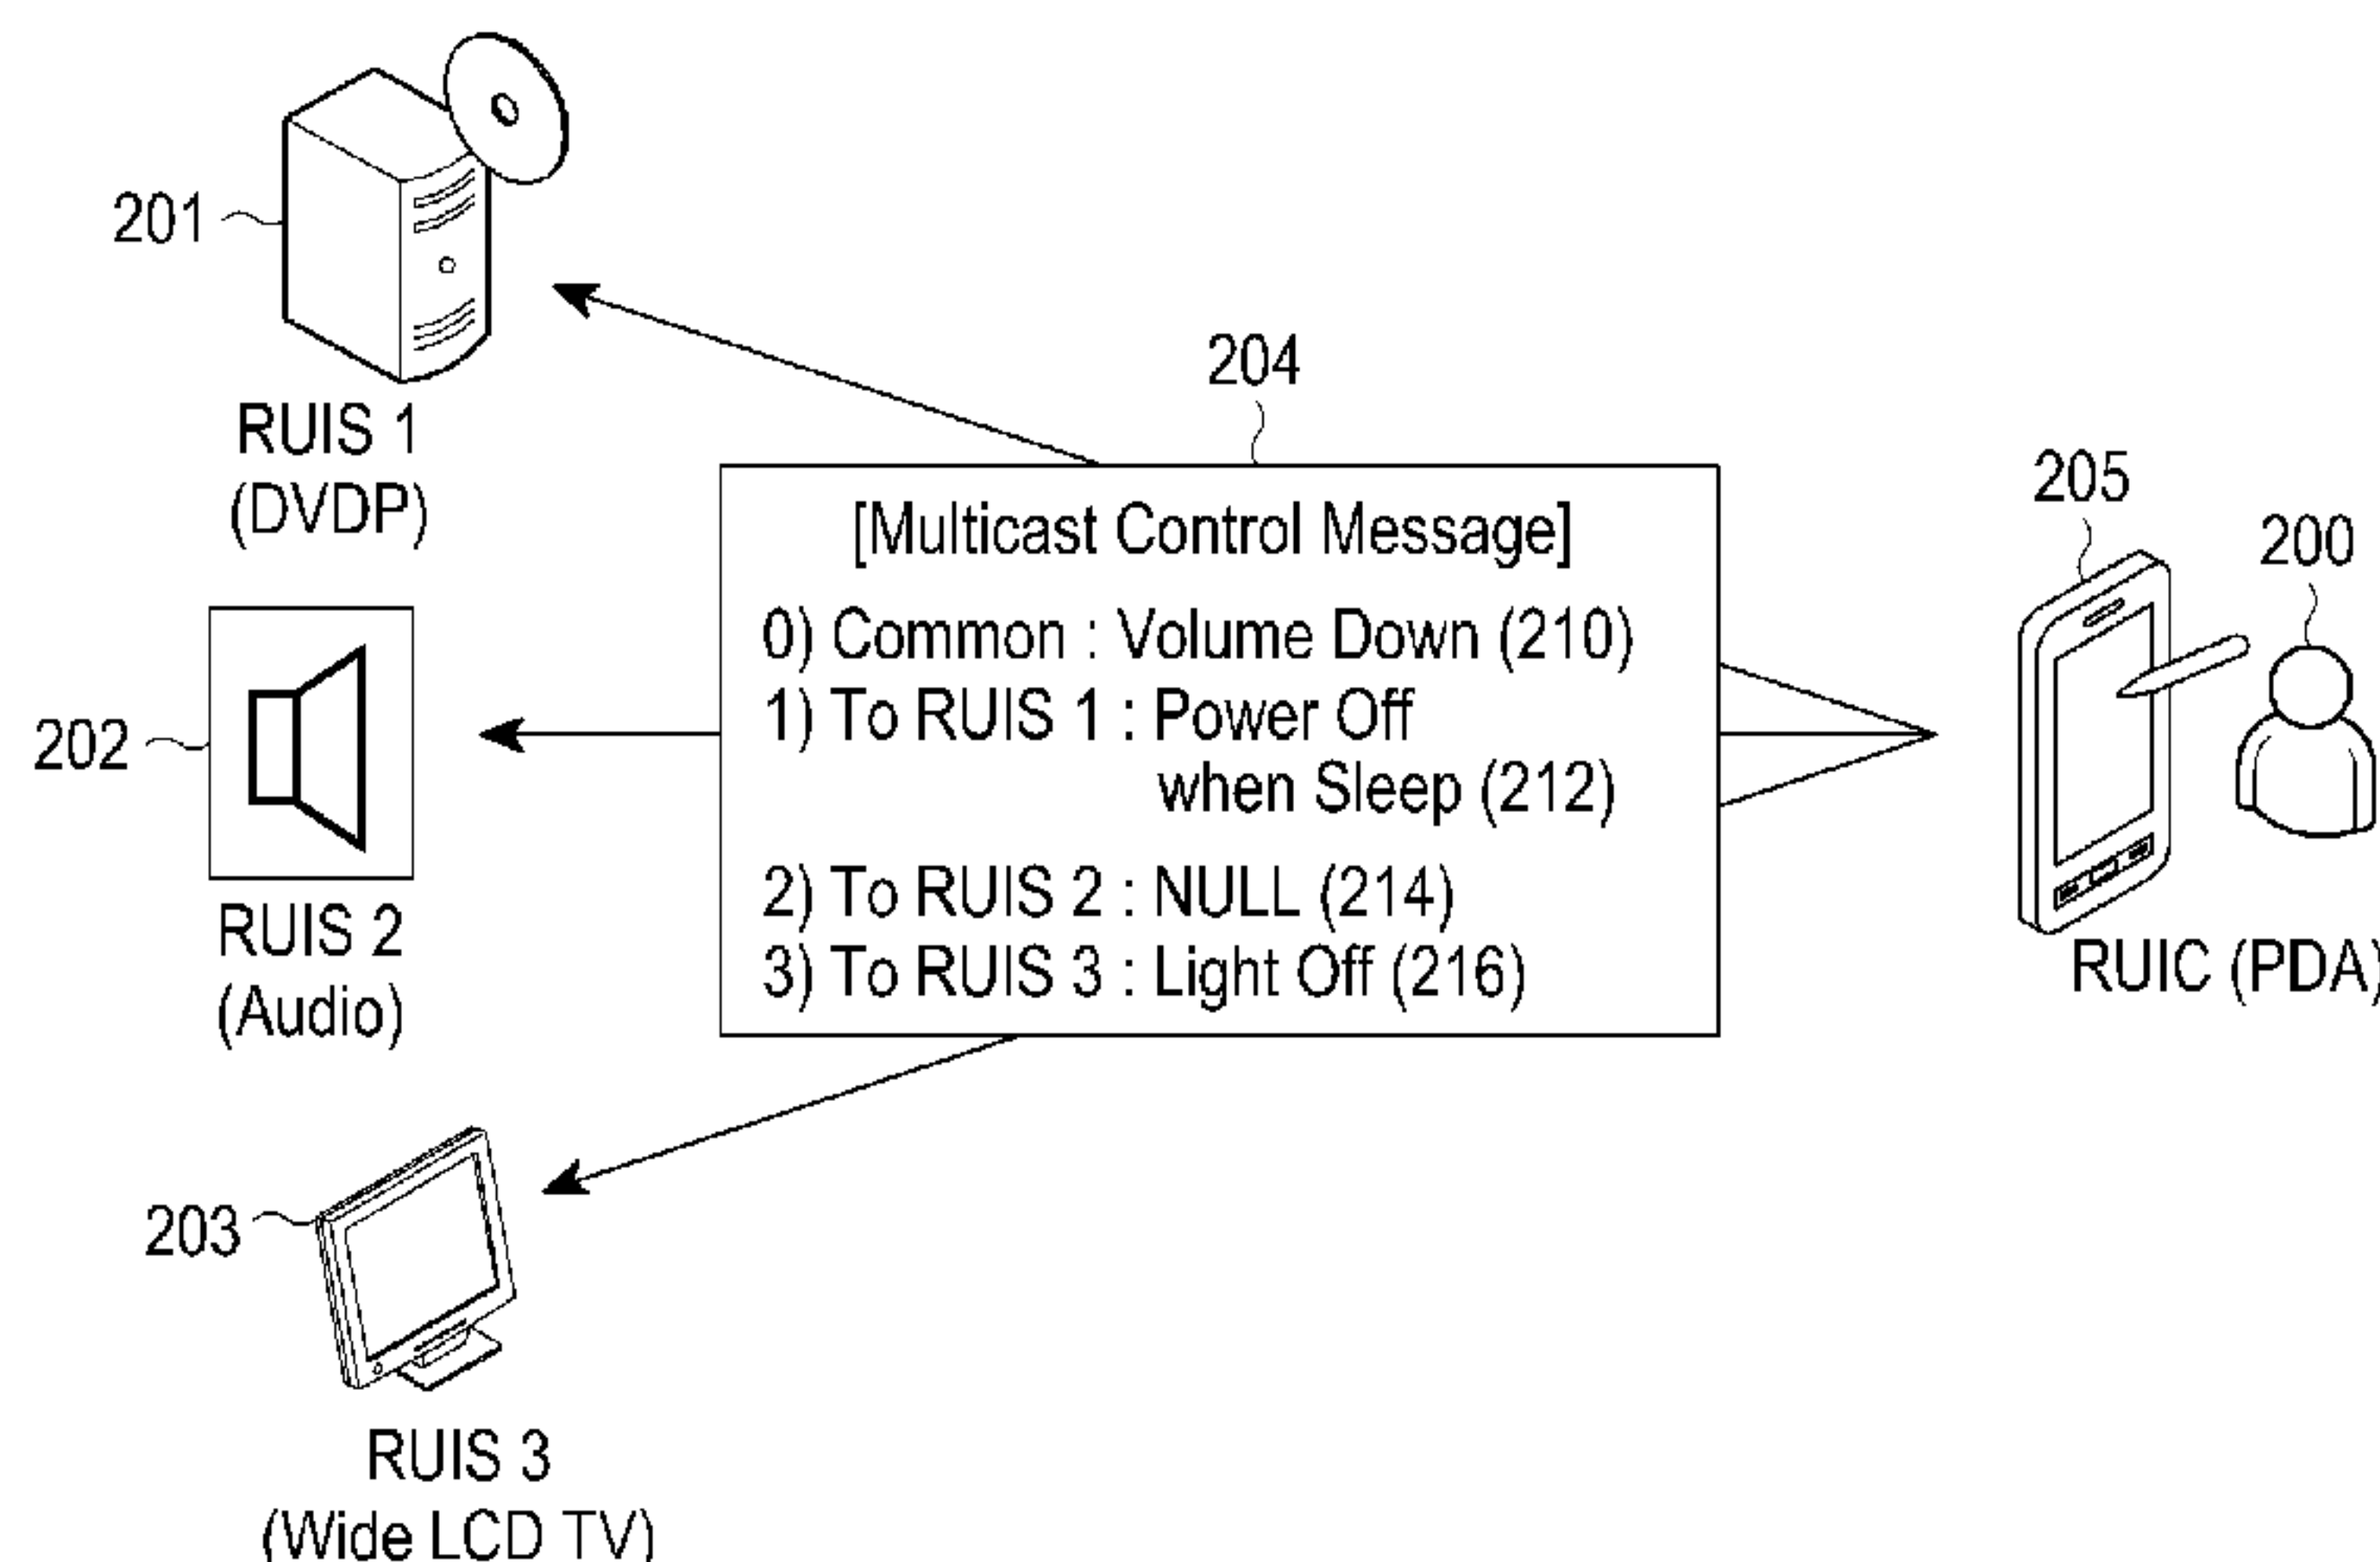 201
RUIS 1
(DVDP)
202
RUIS 2
(Audio)
203
RUIS 3
(Wide LCD TV)
204
[Multicast Control Message]
0) Common : Volume Down (210)
1) To RUIS 1 : Power Off
when Sleep (212)
2) To RUIS 2 : NULL (214)
3) To RUIS 3 : Light Off (216)
205
200
RUIC (PDA)